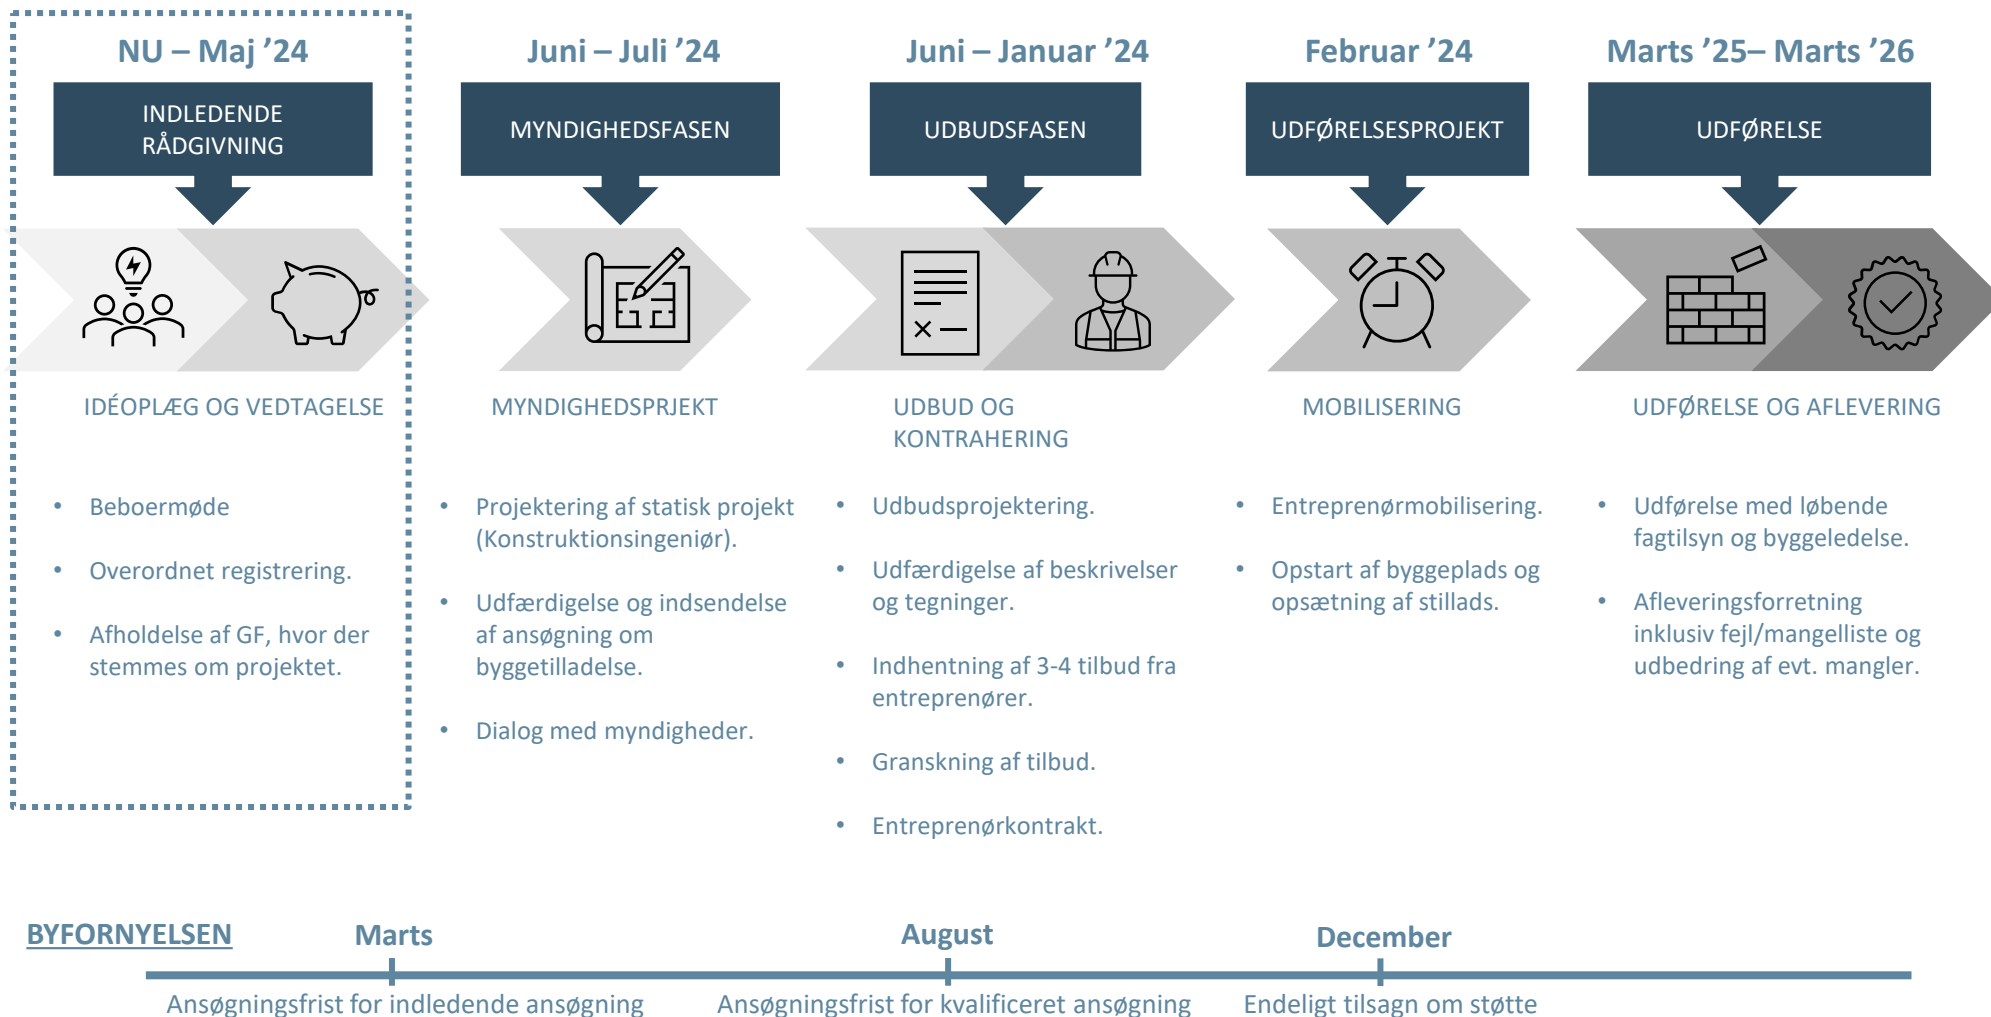 NU – Maj ’24
INDLEDENDE
RÅDGIVNING
IDÉOPLÆG OG VEDTAGELSE
• Beboermøde
• Overordnet registrering.
• Afholdelse af GF, hvor der
stemmes om projektet.
Juni – Juli ’24
MYNDIGHEDSFASEN
MYNDIGHEDSPRJEKT
• Projektering af statisk projekt
(Konstruktionsingeniør).
• Udfærdigelse og indsendelse
af ansøgning om
byggetilladelse.
• Dialog med myndigheder.
Juni – Januar ’24
UDBUDSFASEN
UDBUD OG
KONTRAHERING
• Udbudsprojektering.
• Udfærdigelse af beskrivelser
og tegninger.
• Indhentning af 3-4 tilbud fra
entreprenører.
• Granskning af tilbud.
• Entreprenørkontrakt.
Februar ’24
UDFØRELSESPROJEKT
MOBILISERING
• Entreprenørmobilisering.
• Opstart af byggeplads og
opsætning af stillads.
Marts ’25– Marts ’26
UDFØRELSE
UDFØRELSE OG AFLEVERING
• Udførelse med løbende
fagtilsyn og byggeledelse.
• Afleveringsforretning
inklusiv fejl/mangelliste og
udbedring af evt. mangler.
BYFORNYELSEN
Marts
Ansøgningsfrist for indledende ansøgning
August
Ansøgningsfrist for kvalificeret ansøgning
December
Endeligt tilsagn om støtte